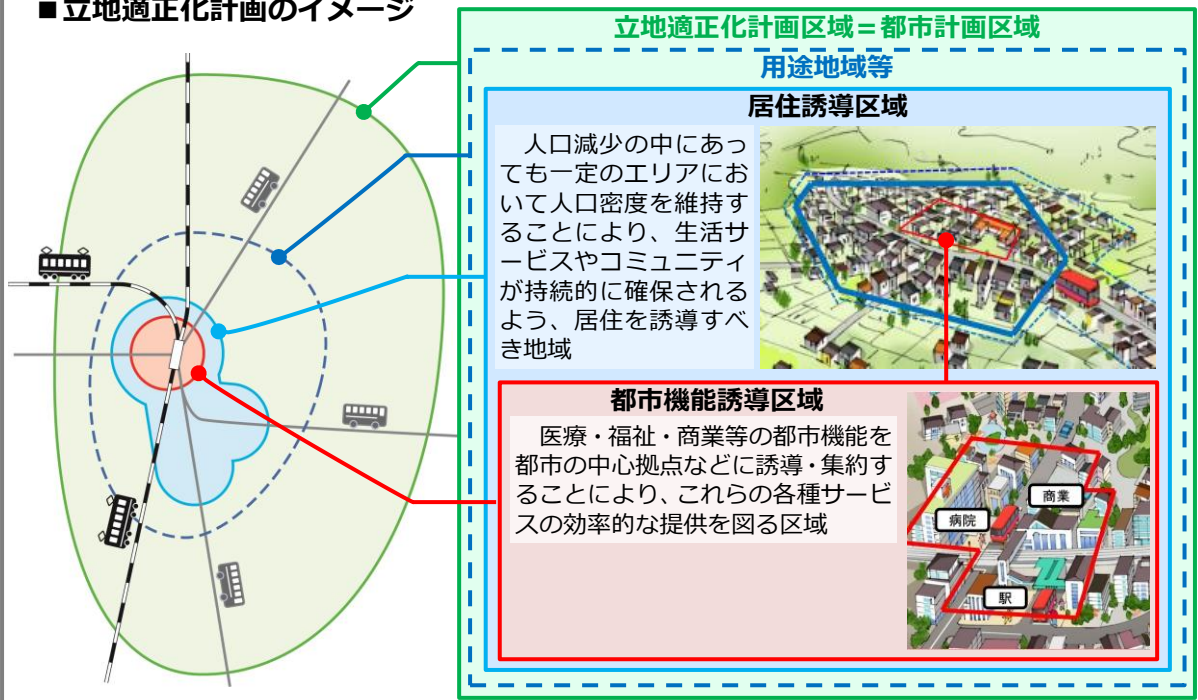 ■立地適正化計画のイメージ
立地適正化計画区域＝都市計画区域
用途地域等
居住誘導区域
人口減少の中にあっ
ても一定のエリアにお
いて人口密度を維持す
ることにより、生活サ
ービスやコミュニティ
が持続的に確保される
よう、居住を誘導すべ
き地域
都市機能誘導区域
医療・福祉・商業等の都市機能を
都市の中心拠点などに誘導・集約す
ることにより、これらの各種サービ
スの効率的な提供を図る区域
商業
病院
駅